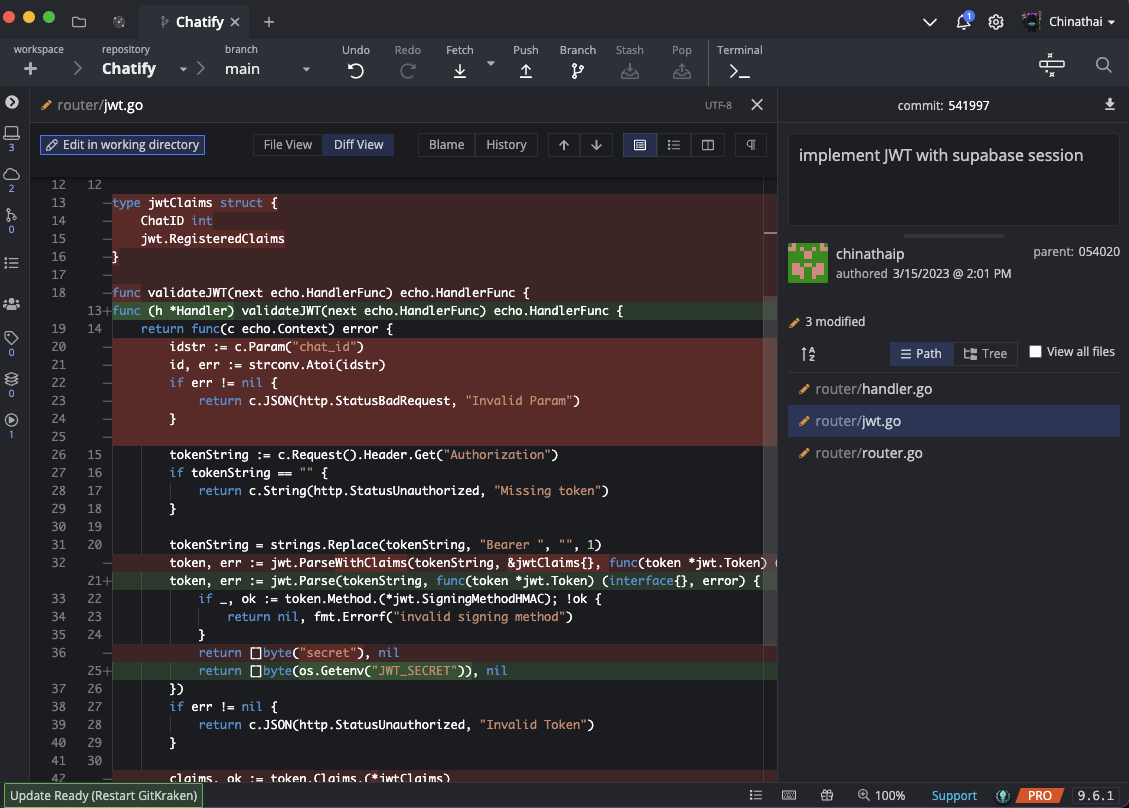 Chatify
1
Chinathai
workspace
repository
Chatify
branch
main
Undo
Redo
Fetch
Push
Branch
Stash
Pop
Terminal
3
2
0
0
0
1
router/jwt.go
UTF-8
Edit in working directory
File View
Diff View
Blame
History
12 12
13 —type jwtClaims struct {
14 — ChatID int
15 — jwt.RegisteredClaims
16 —}
17 —
18 —func validateJWT(next echo.HandlerFunc) echo.HandlerFunc {
13+func (h *Handler) validateJWT(next echo.HandlerFunc) echo.HandlerFunc {
19 14 return func(c echo.Context) error {
20 — idstr := c.Param("chat_id")
21 — id, err := strconv.Atoi(idstr)
22 — if err != nil {
23 — return c.JSON(http.StatusBadRequest, "Invalid Param")
24 — }
25 —
26 15 tokenString := c.Request().Header.Get("Authorization")
27 16 if tokenString == "" {
28 17 return c.String(http.StatusUnauthorized, "Missing token")
29 18 }
30 19
31 20 tokenString = strings.Replace(tokenString, "Bearer ", "", 1)
32 — token, err := jwt.ParseWithClaims(tokenString, &jwtClaims{}, func(token *jwt.Token) (
21+ token, err := jwt.Parse(tokenString, func(token *jwt.Token) (interface{}, error) {
33 22 if _, ok := token.Method.(*jwt.SigningMethodHMAC); !ok {
34 23 return nil, fmt.Errorf("invalid signing method")
35 24 }
36 — return []byte("secret"), nil
25+ return []byte(os.Getenv("JWT_SECRET")), nil
37 26 })
38 27 if err != nil {
39 28 return c.JSON(http.StatusUnauthorized, "Invalid Token")
40 29 }
41 30
42 — claims, ok := token.Claims.(*jwtClaims)
commit: 541997
implement JWT with supabase session
chinathaip
authored 3/15/2023 @ 2:01 PM
parent: 054020
3 modified
Path
Tree
View all files
router/handler.go
router/jwt.go
router/router.go
Update Ready (Restart GitKraken)
100%
Support
PRO
9.6.1